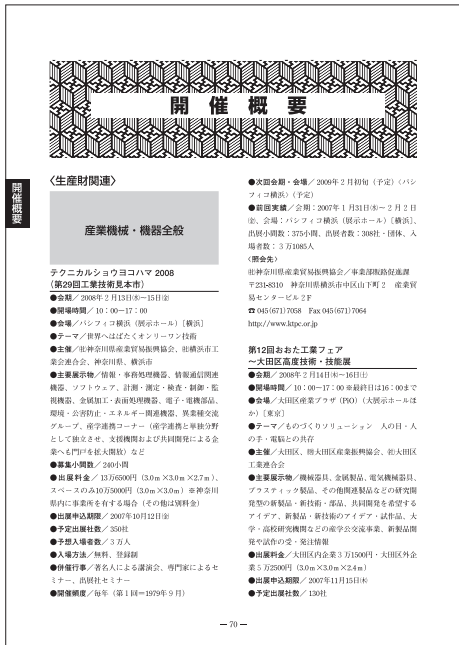 開催概要
開催概要
〈生産財関連〉
産業機械・機器全般
テクニカルショウヨコハマ 2008
（第29回工業技術見本市）
●会期／2008年2月13日㈬～15日㈮
●開場時間／10：00～17：00
●会場／パシフィコ横浜（展示ホール）［横浜］
●テーマ／世界へはばたくオンリーワン技術
●主催／㈶神奈川県産業貿易振興協会、㈳横浜市工
業会連合会、神奈川県、横浜市
●主要展示物／情報・事務処理機器、情報通信関連
機器、ソフトウェア、計測・測定・検査・制御・監
視機器、金属加工・表面処理機器、電子・電機部品、
環境・公害防止・エネルギー関連機器、異業種交流
グループ、産学連携コーナー（産学連携と単独分野
として独立させ、支援機関および共同開発による企
業へも門戸を拡大開放）など
●募集小間数／240小間
●出展料金／13万6500円（3.0m×3.0m×2.7m）、
スペースのみ10万5000円（3.0m×3.0m）※神奈川
県内に事業所を有する場合（その他は別料金）
●出展申込期限／2007年10月12日㈮
●予定出展社数／350社
●予想入場者数／3万人
●入場方法／無料、登録制
●併催行事／著名人による講演会、専門家によるセ
ミナー、出展社セミナー
●開催頻度／毎年（第1回＝1979年9月）
●次回会期・会場／2009年2月初旬（予定）（パシ
フィコ横浜）（予定）
●前回実績／会期：2007年1月31日㈬～2月2日
㈮、会場：パシフィコ横浜（展示ホール）［横浜］、
出展小間数：375小間、出展者数：308社・団体、入
場者数：3万1085人
〈照会先〉
㈶神奈川県産業貿易振興協会／事業部販路促進課
〒231-8310 神奈川県横浜市中区山下町2 産業貿
易センタービル2F
☎045(671)7058 Fax 045(671)7064
http://www.ktpc.or.jp
第12回おおた工業フェア
～大田区高度技術・技能展
●会期／2008年2月14日㈭～16日㈯
●開場時間／10：00～17：00 ※最終日は16：00まで
●会場／大田区産業プラザ（PiO）（大展示ホールほ
か）［東京］
●テーマ／ものづくりソリューション 人の目・人
の手・電脳との共存
●主催／大田区、㈶大田区産業振興協会、㈳大田区
工業連合会
●主要展示物／機械器具、金属製品、電気機械器具、
プラスティック製品、その他関連製品などの研究開
発型の新製品・新技術・部品、共同開発を希望する
アイデア、新製品・新技術のアイデア・試作品、大
学・高校研究機関などの産学公交流事業、新製品開
発や試作の受・発注情報
●出展料金／大田区内企業3万1500円・大田区外企
業5万2500円（3.0m×3.0m×2.4m）
●出展申込期限／2007年11月15日㈭
●予定出展社数／130社
― 70 ―